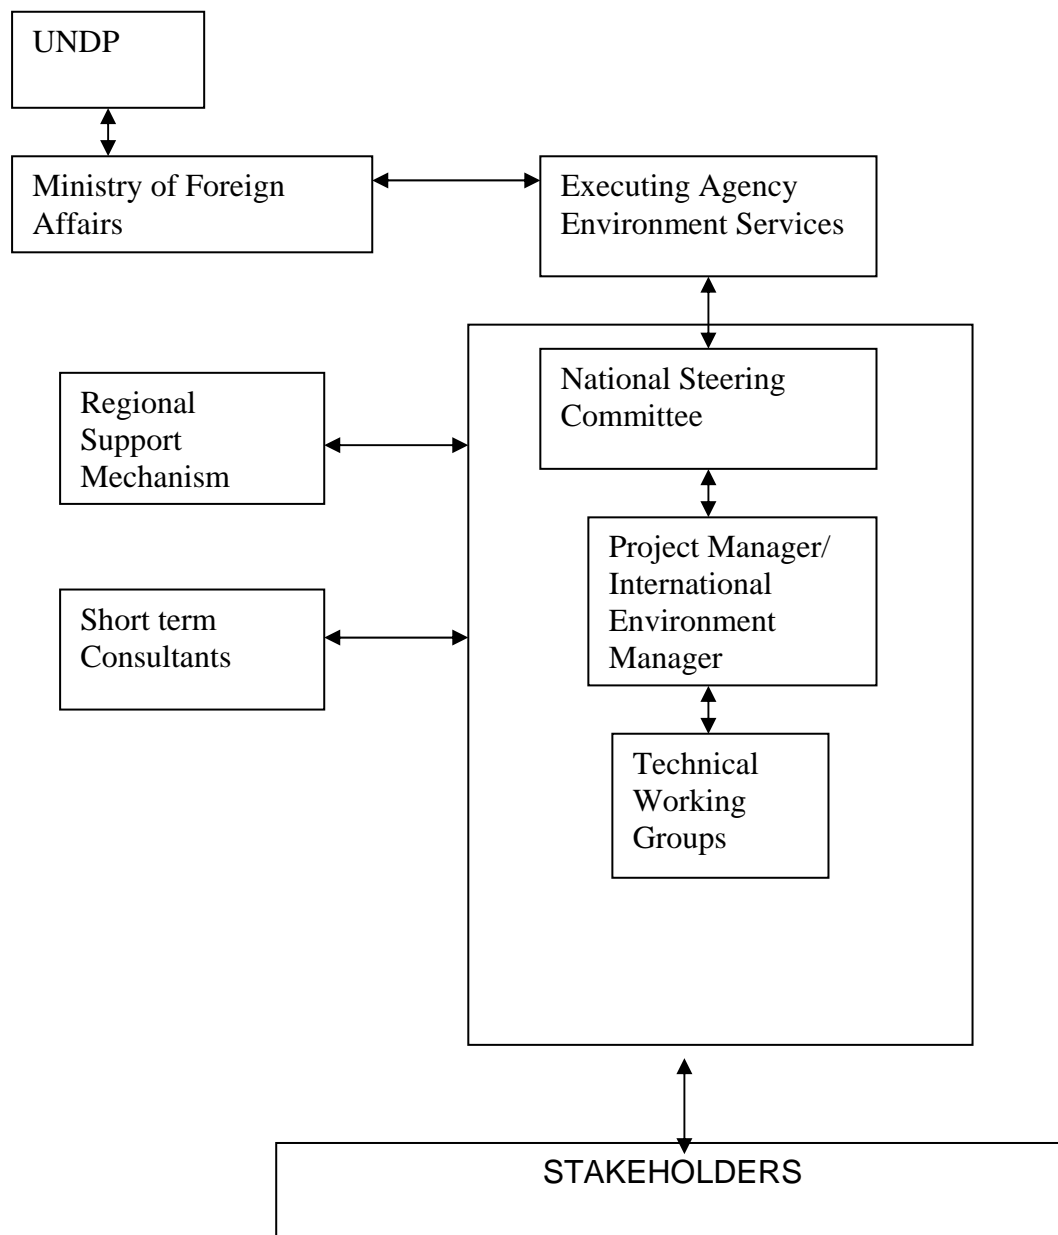 UNDP
Ministry of Foreign
Affairs
Executing Agency
Environment Services
National Steering
Committee
Regional
Support
Mechanism
Project Manager/
International
Environment
Manager
Short term
Consultants
Technical
Working
Groups
STAKEHOLDERS